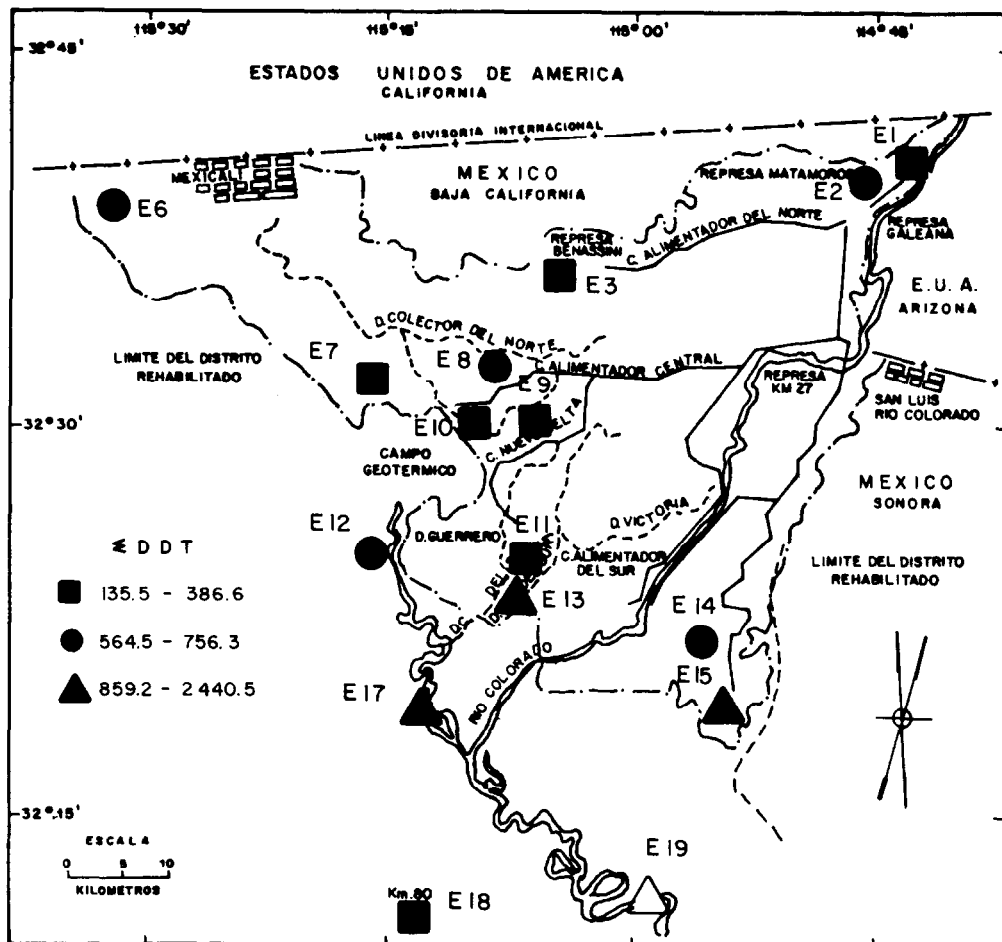 115° 30'
115° 15'
115° 00'
114° 45'
32° 45'
ESTADOS UNIDOS DE AMERICA
CALIFORNIA
LINEA DIVISORIA INTERNACIONAL
E1
MEXICALI
MEXICO
BAJA CALIFORNIA
REPRESA MATAMOROS
E2
E6
REPRESA
GALEANA
REPRESA
BENASSINI
C. ALIMENTADOR DEL NORTE
E3
E.U.A.
ARIZONA
D. COLECTOR DEL NORTE
LIMITE DEL DISTRITO
REHABILITADO
E7
E8
C. ALIMENTADOR CENTRAL
E9
REPRESA
KM 27
SAN LUIS
RIO COLORADO
32° 30'
E10
C. NUEVO DELTA
CAMPO
GEOTERMICO
MEXICO
SONORA
E12
D. GUERRERO
E11
D. VICTORIA
C. ALIMENTADOR
DEL SUR
LIMITE DEL DISTRITO
REHABILITADO
ΣDDT
135.5 - 386.6
DEL
E13
E14
564.5 - 756.3
D.C.
RIO COLORADO
E15
859.2 - 2440.5
E17
32° 15'
ESCALA
0 5 10
KILOMETROS
E19
Km. 80
E18